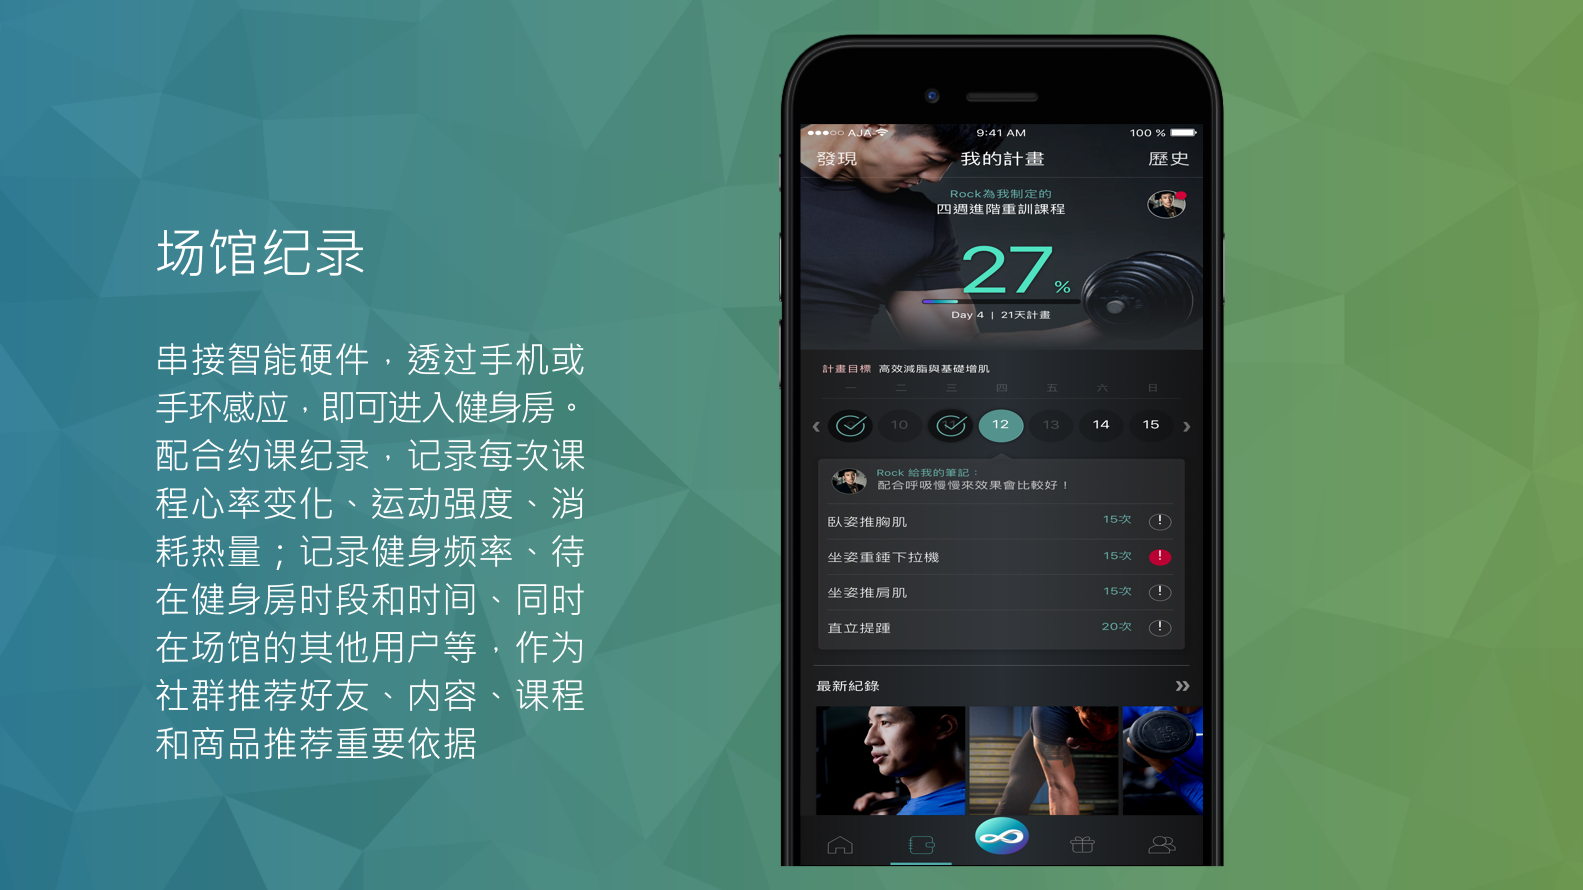 场馆纪录
串接智能硬件，透过手机或
手环感应，即可进入健身房。
配合约课纪录，记录每次课
程心率变化、运动强度、消
耗热量；记录健身频率、待
在健身房时段和时间、同时
在场馆的其他用户等，作为
社群推荐好友、内容、课程
和商品推荐重要依据
AJA 9:41 AM 100 %
發現 我的計畫 歷史
Rock為我制定的
四週進階重訓課程
27 %
Day 4 | 21天計畫
計畫目標 高效減脂與基礎增肌
一 二 三 四 五 六 日
10 11 12 13 14 15
Rock 給我的筆記：
配合呼吸慢慢來效果會比較好！
臥姿推胸肌 15次 !
坐姿重錘下拉機 15次 !
坐姿推肩肌 15次 !
直立提踵 20次 !
最新紀錄